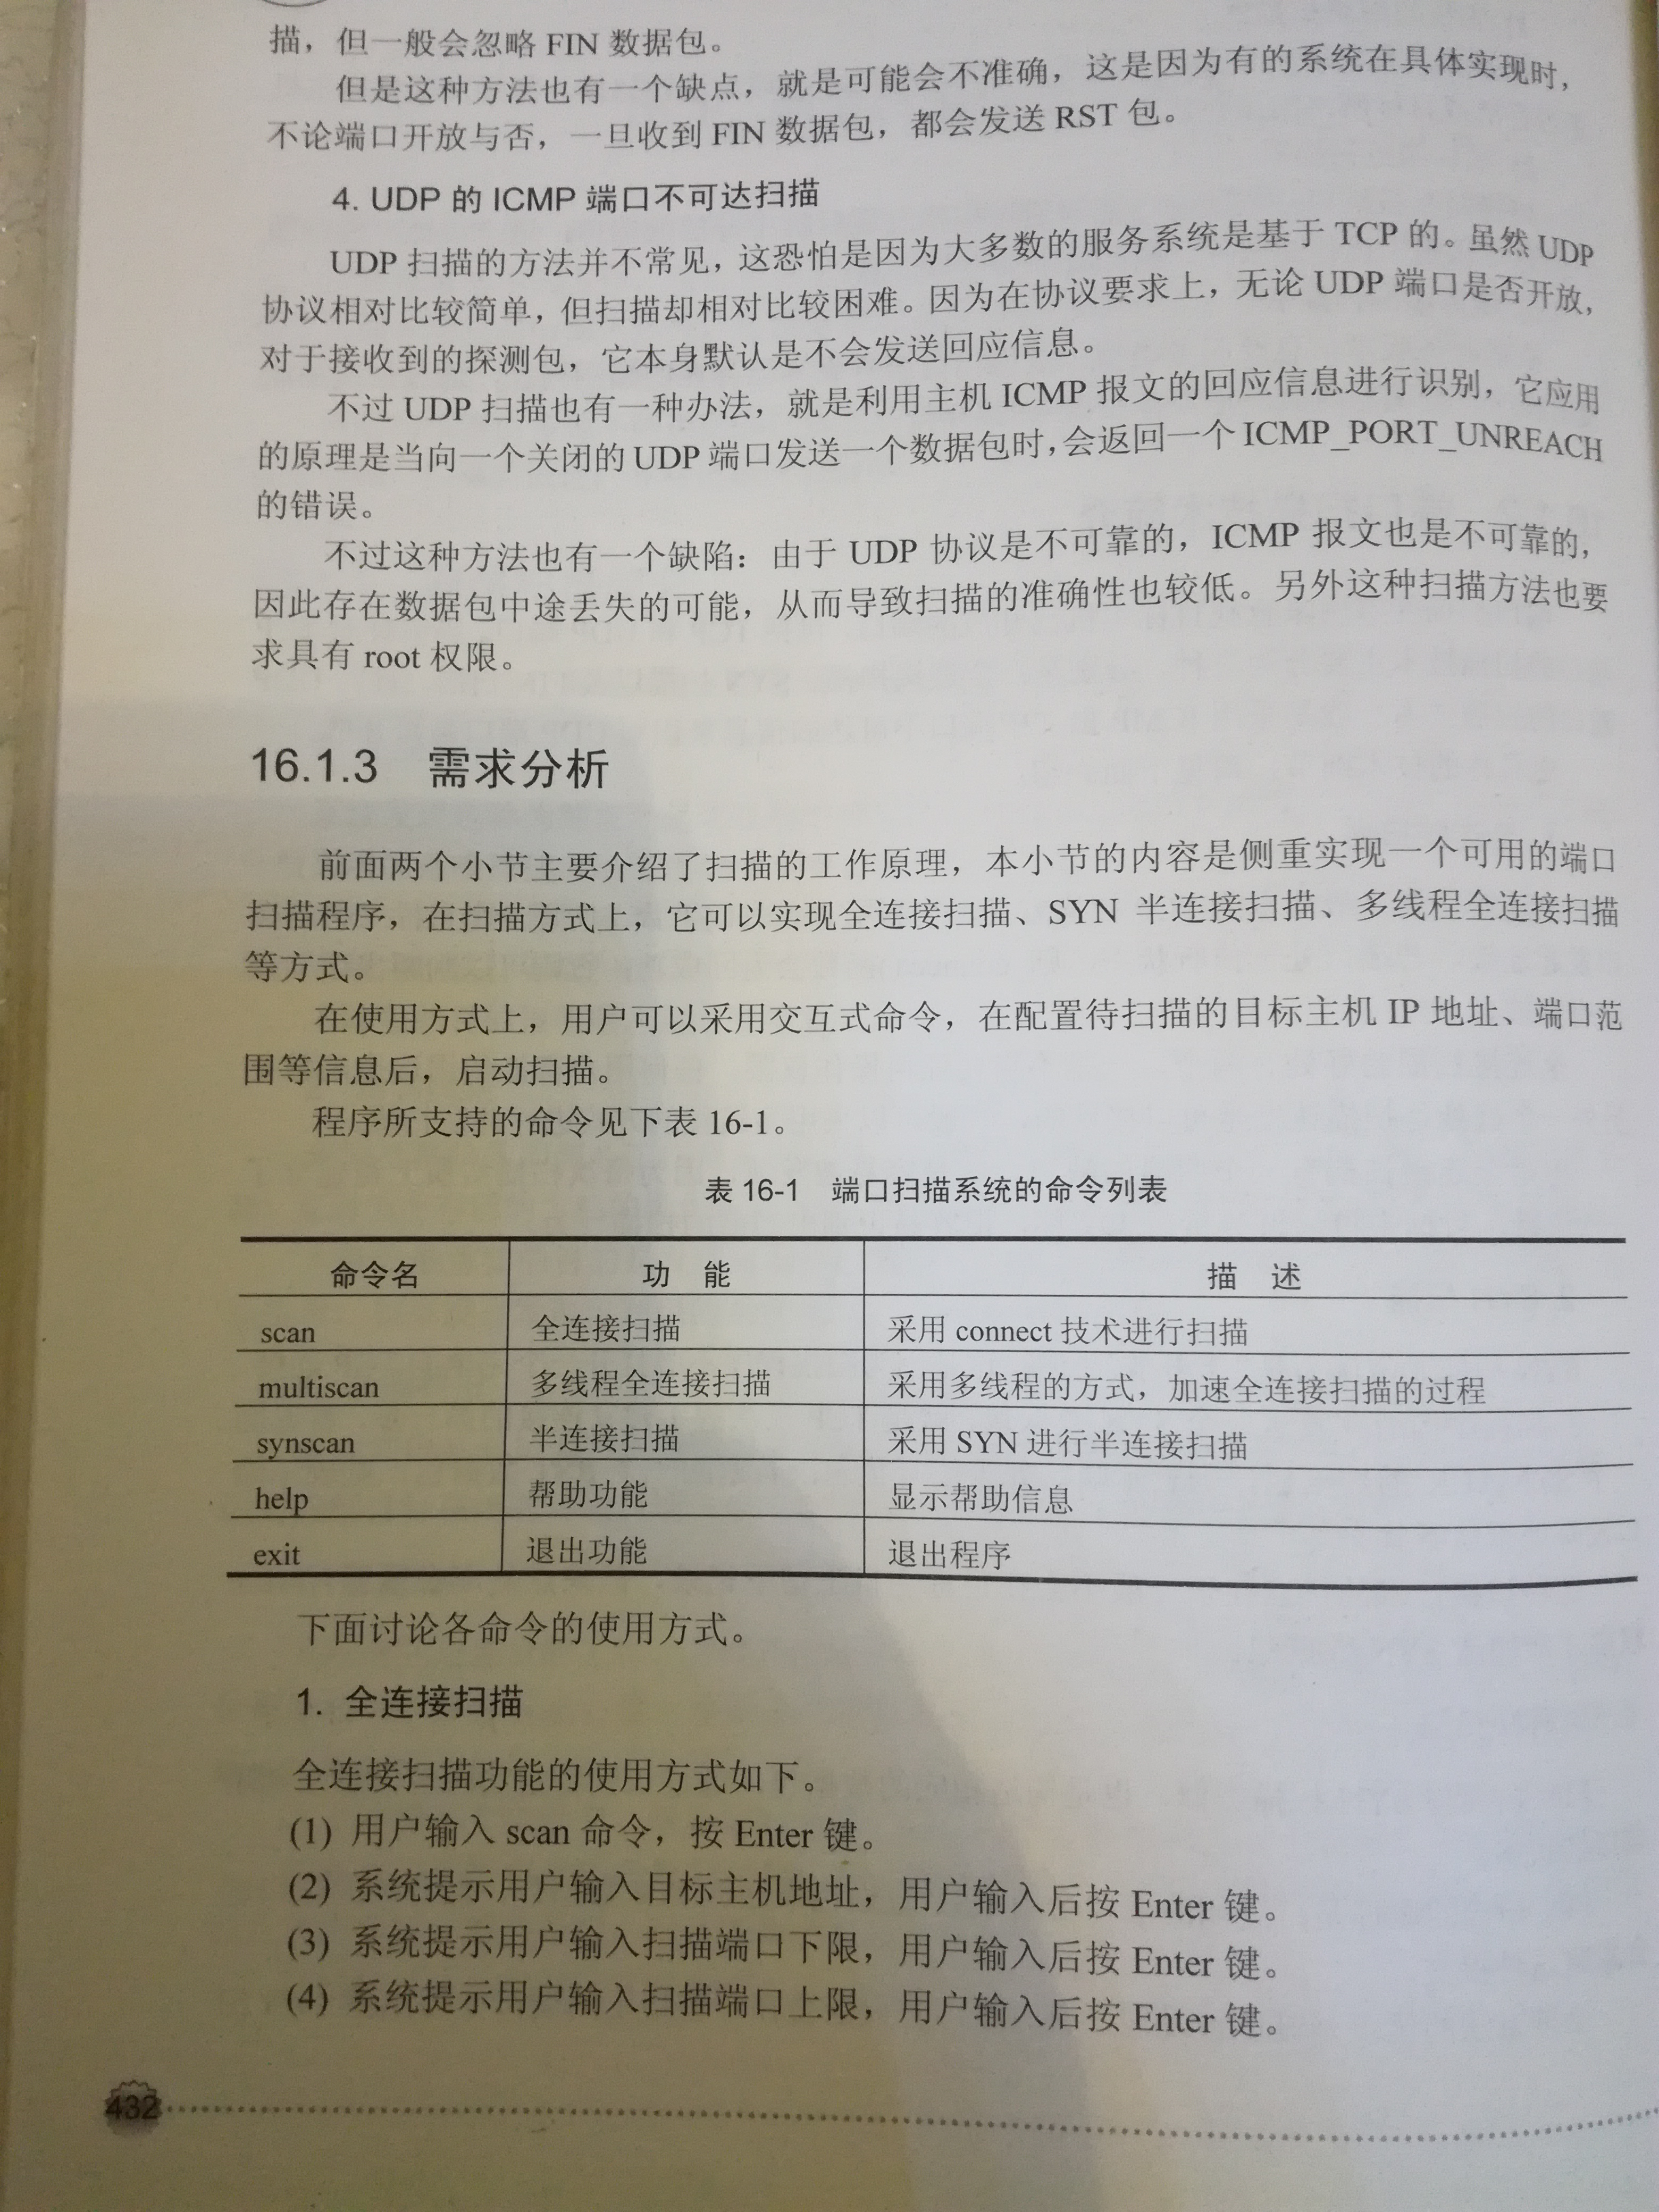 描，但一般会忽略 FIN 数据包。
但是这种方法也有一个缺点，就是可能会不准确，这是因为有的系统在具体实现时，
不论端口开放与否，一旦收到 FIN 数据包，都会发送 RST 包。
4. UDP 的 ICMP 端口不可达扫描
UDP 扫描的方法并不常见，这恐怕是因为大多数的服务系统是基于 TCP 的。虽然 UDP
协议相对比较简单，但扫描却相对比较困难。因为在协议要求上，无论 UDP 端口是否开放，
对于接收到的探测包，它本身默认是不会发送回应信息。
不过 UDP 扫描也有一种办法，就是利用主机 ICMP 报文的回应信息进行识别，它应用
的原理是当向一个关闭的 UDP 端口发送一个数据包时，会返回一个 ICMP_PORT_UNREACH
的错误。
不过这种方法也有一个缺陷：由于 UDP 协议是不可靠的，ICMP 报文也是不可靠的，
因此存在数据包中途丢失的可能，从而导致扫描的准确性也较低。另外这种扫描方法也要
求具有 root 权限。
16.1.3 需求分析
前面两个小节主要介绍了扫描的工作原理，本小节的内容是侧重实现一个可用的端口
扫描程序，在扫描方式上，它可以实现全连接扫描、SYN 半连接扫描、多线程全连接扫描
等方式。
在使用方式上，用户可以采用交互式命令，在配置待扫描的目标主机 IP 地址、端口范
围等信息后，启动扫描。
程序所支持的命令见下表 16-1。
表 16-1 端口扫描系统的命令列表
命令名 功 能 描 述
scan 全连接扫描 采用 connect 技术进行扫描
multiscan 多线程全连接扫描 采用多线程的方式，加速全连接扫描的过程
synscan 半连接扫描 采用 SYN 进行半连接扫描
help 帮助功能 显示帮助信息
exit 退出功能 退出程序
下面讨论各命令的使用方式。
1. 全连接扫描
全连接扫描功能的使用方式如下。
(1) 用户输入 scan 命令，按 Enter 键。
(2) 系统提示用户输入目标主机地址，用户输入后按 Enter 键。
(3) 系统提示用户输入扫描端口下限，用户输入后按 Enter 键。
(4) 系统提示用户输入扫描端口上限，用户输入后按 Enter 键。
432